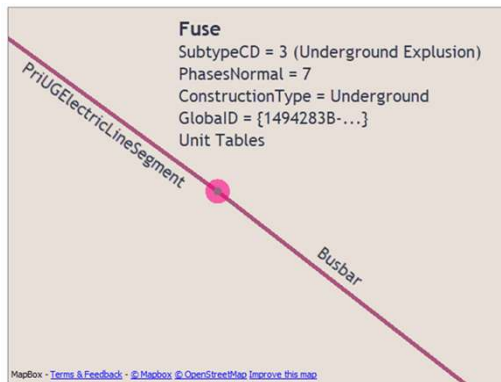 Fuse
SubtypeCD = 3 (Underground Explusion)
PhasesNormal = 7
ConstructionType = Underground
GlobalID = {1494283B-...}
Unit Tables
PriUGElectricLineSegment
Busbar
MapBox - Terms & Feedback - © Mapbox © OpenStreetMap Improve this map